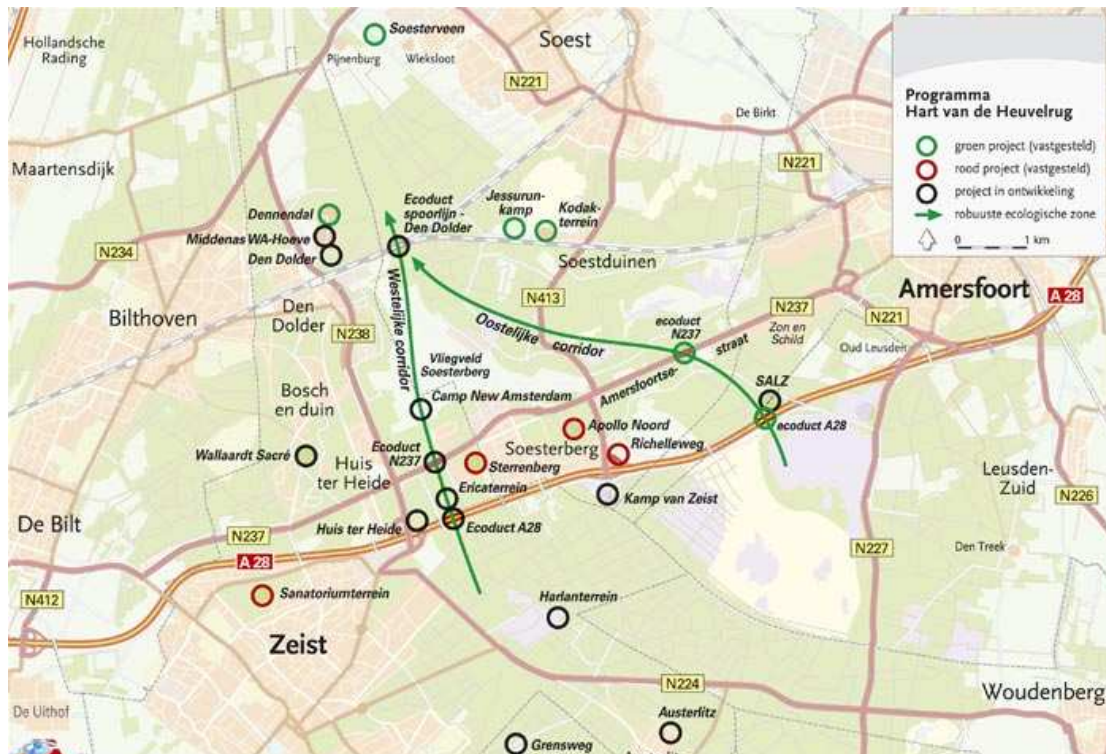 Hollandsche
Rading
Soesterveen
Pijnenburg
Wieksloot
Soest
N221
De Birkt
N221
Maartensdijk
Programma
Hart van de Heuvelrug
groen project (vastgesteld)
rood project (vastgesteld)
project in ontwikkeling
robuuste ecologische zone
0
1 km
Dennendal
Middenas WA-Hoeve
Den Dolder
Ecoduct
spoorlijn -
Den Dolder
Jessurun-
kamp
Kodak-
terrein
N234
Soestduinen
Amersfoort
A 28
Bilthoven
Den
Dolder
N238
Westelijke corridor
Oostelijke corridor
N413
ecoduct
N237
Amersfoortse-
straat
N237
Zon en
Schild
N221
Oud Leusden
Vliegveld
Soesterberg
Bosch
en duin
Camp New Amsterdam
SALZ
ecoduct A28
Apollo Noord
Richelleweg
Soesterberg
Wallaardt Sacré
Huis
ter Heide
Ecoduct
N237
Sterrenberg
Ericaterrein
Kamp van Zeist
Leusden-
Zuid
N226
De Bilt
N237
Huis ter Heide
Ecoduct A28
A 28
N227
Den Treek
N412
Sanatoriumterrein
Harlanterrein
Zeist
N224
Woudenberg
De Uithof
Austerlitz
Grensweg